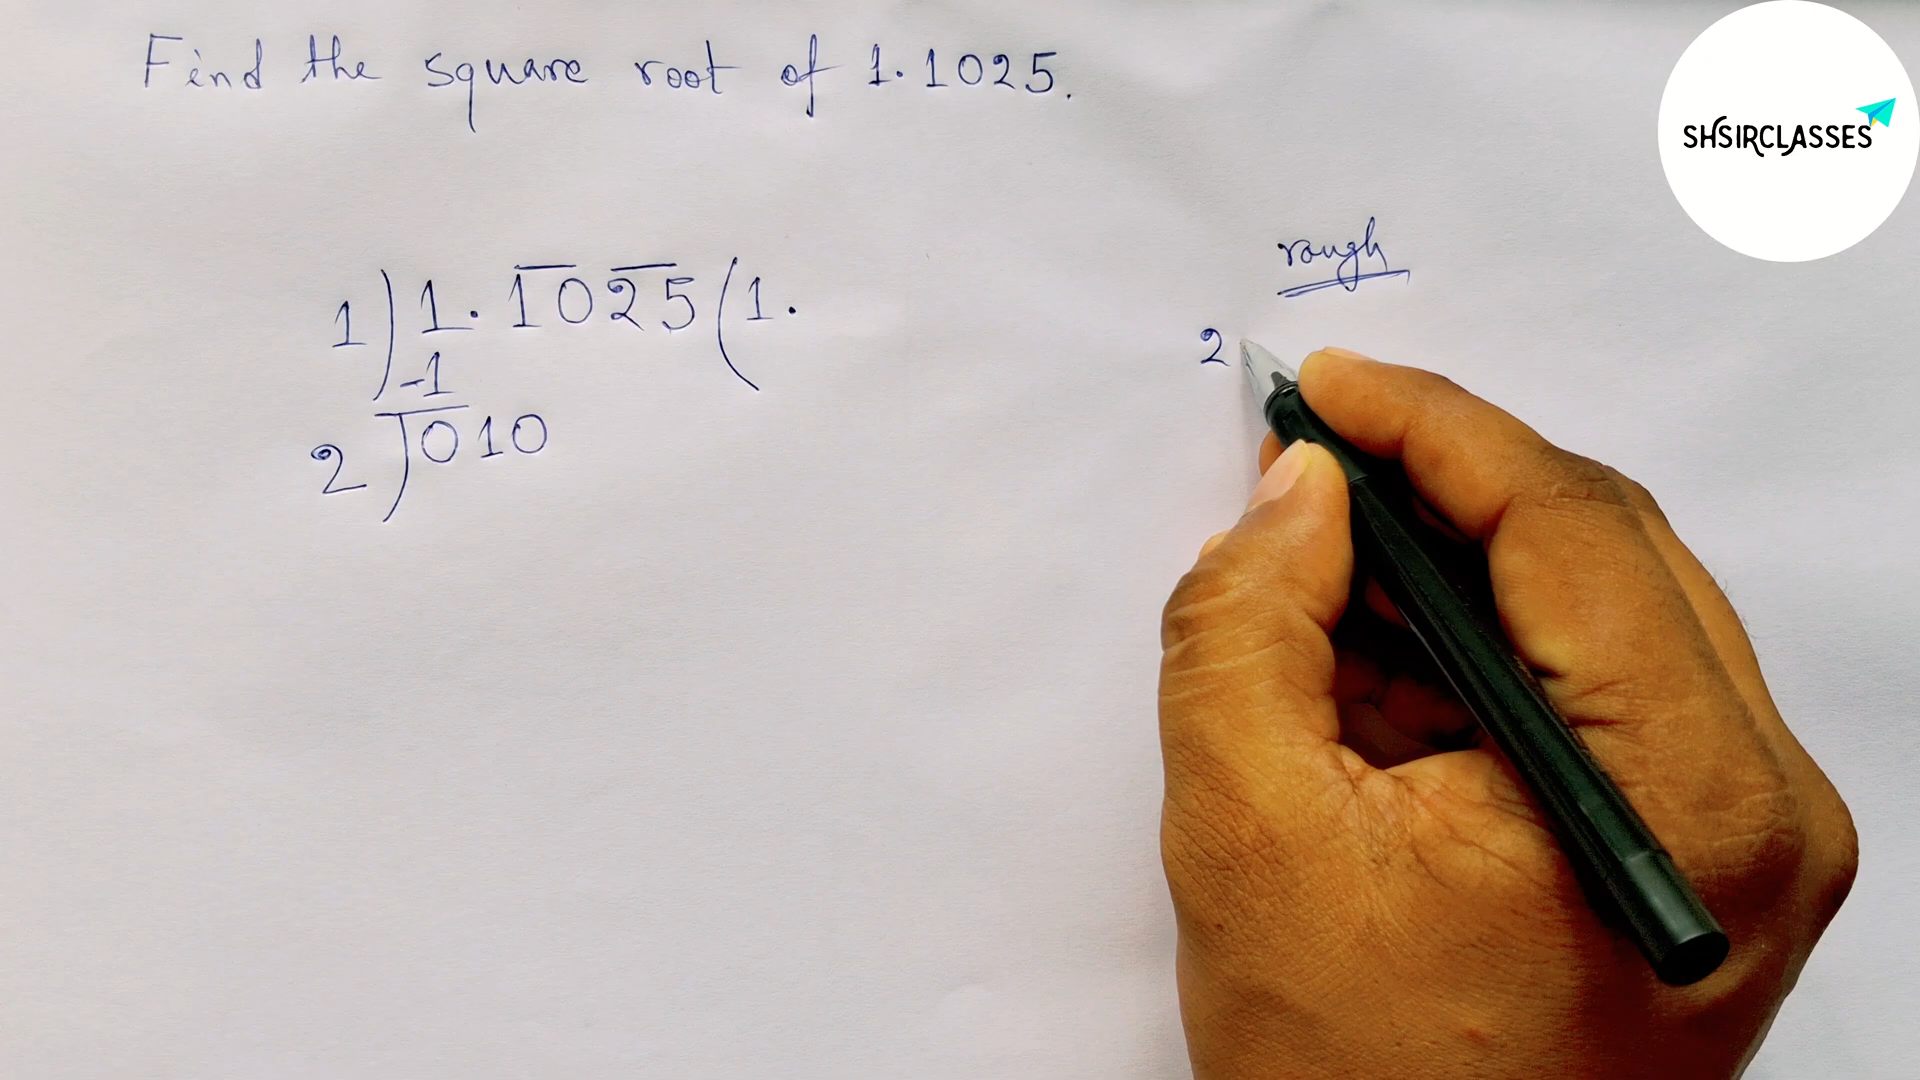 Find the square root of 1.1025.
SHSIRCLASSES
rough
1) 1.1025(1.
-1
2) 010
2